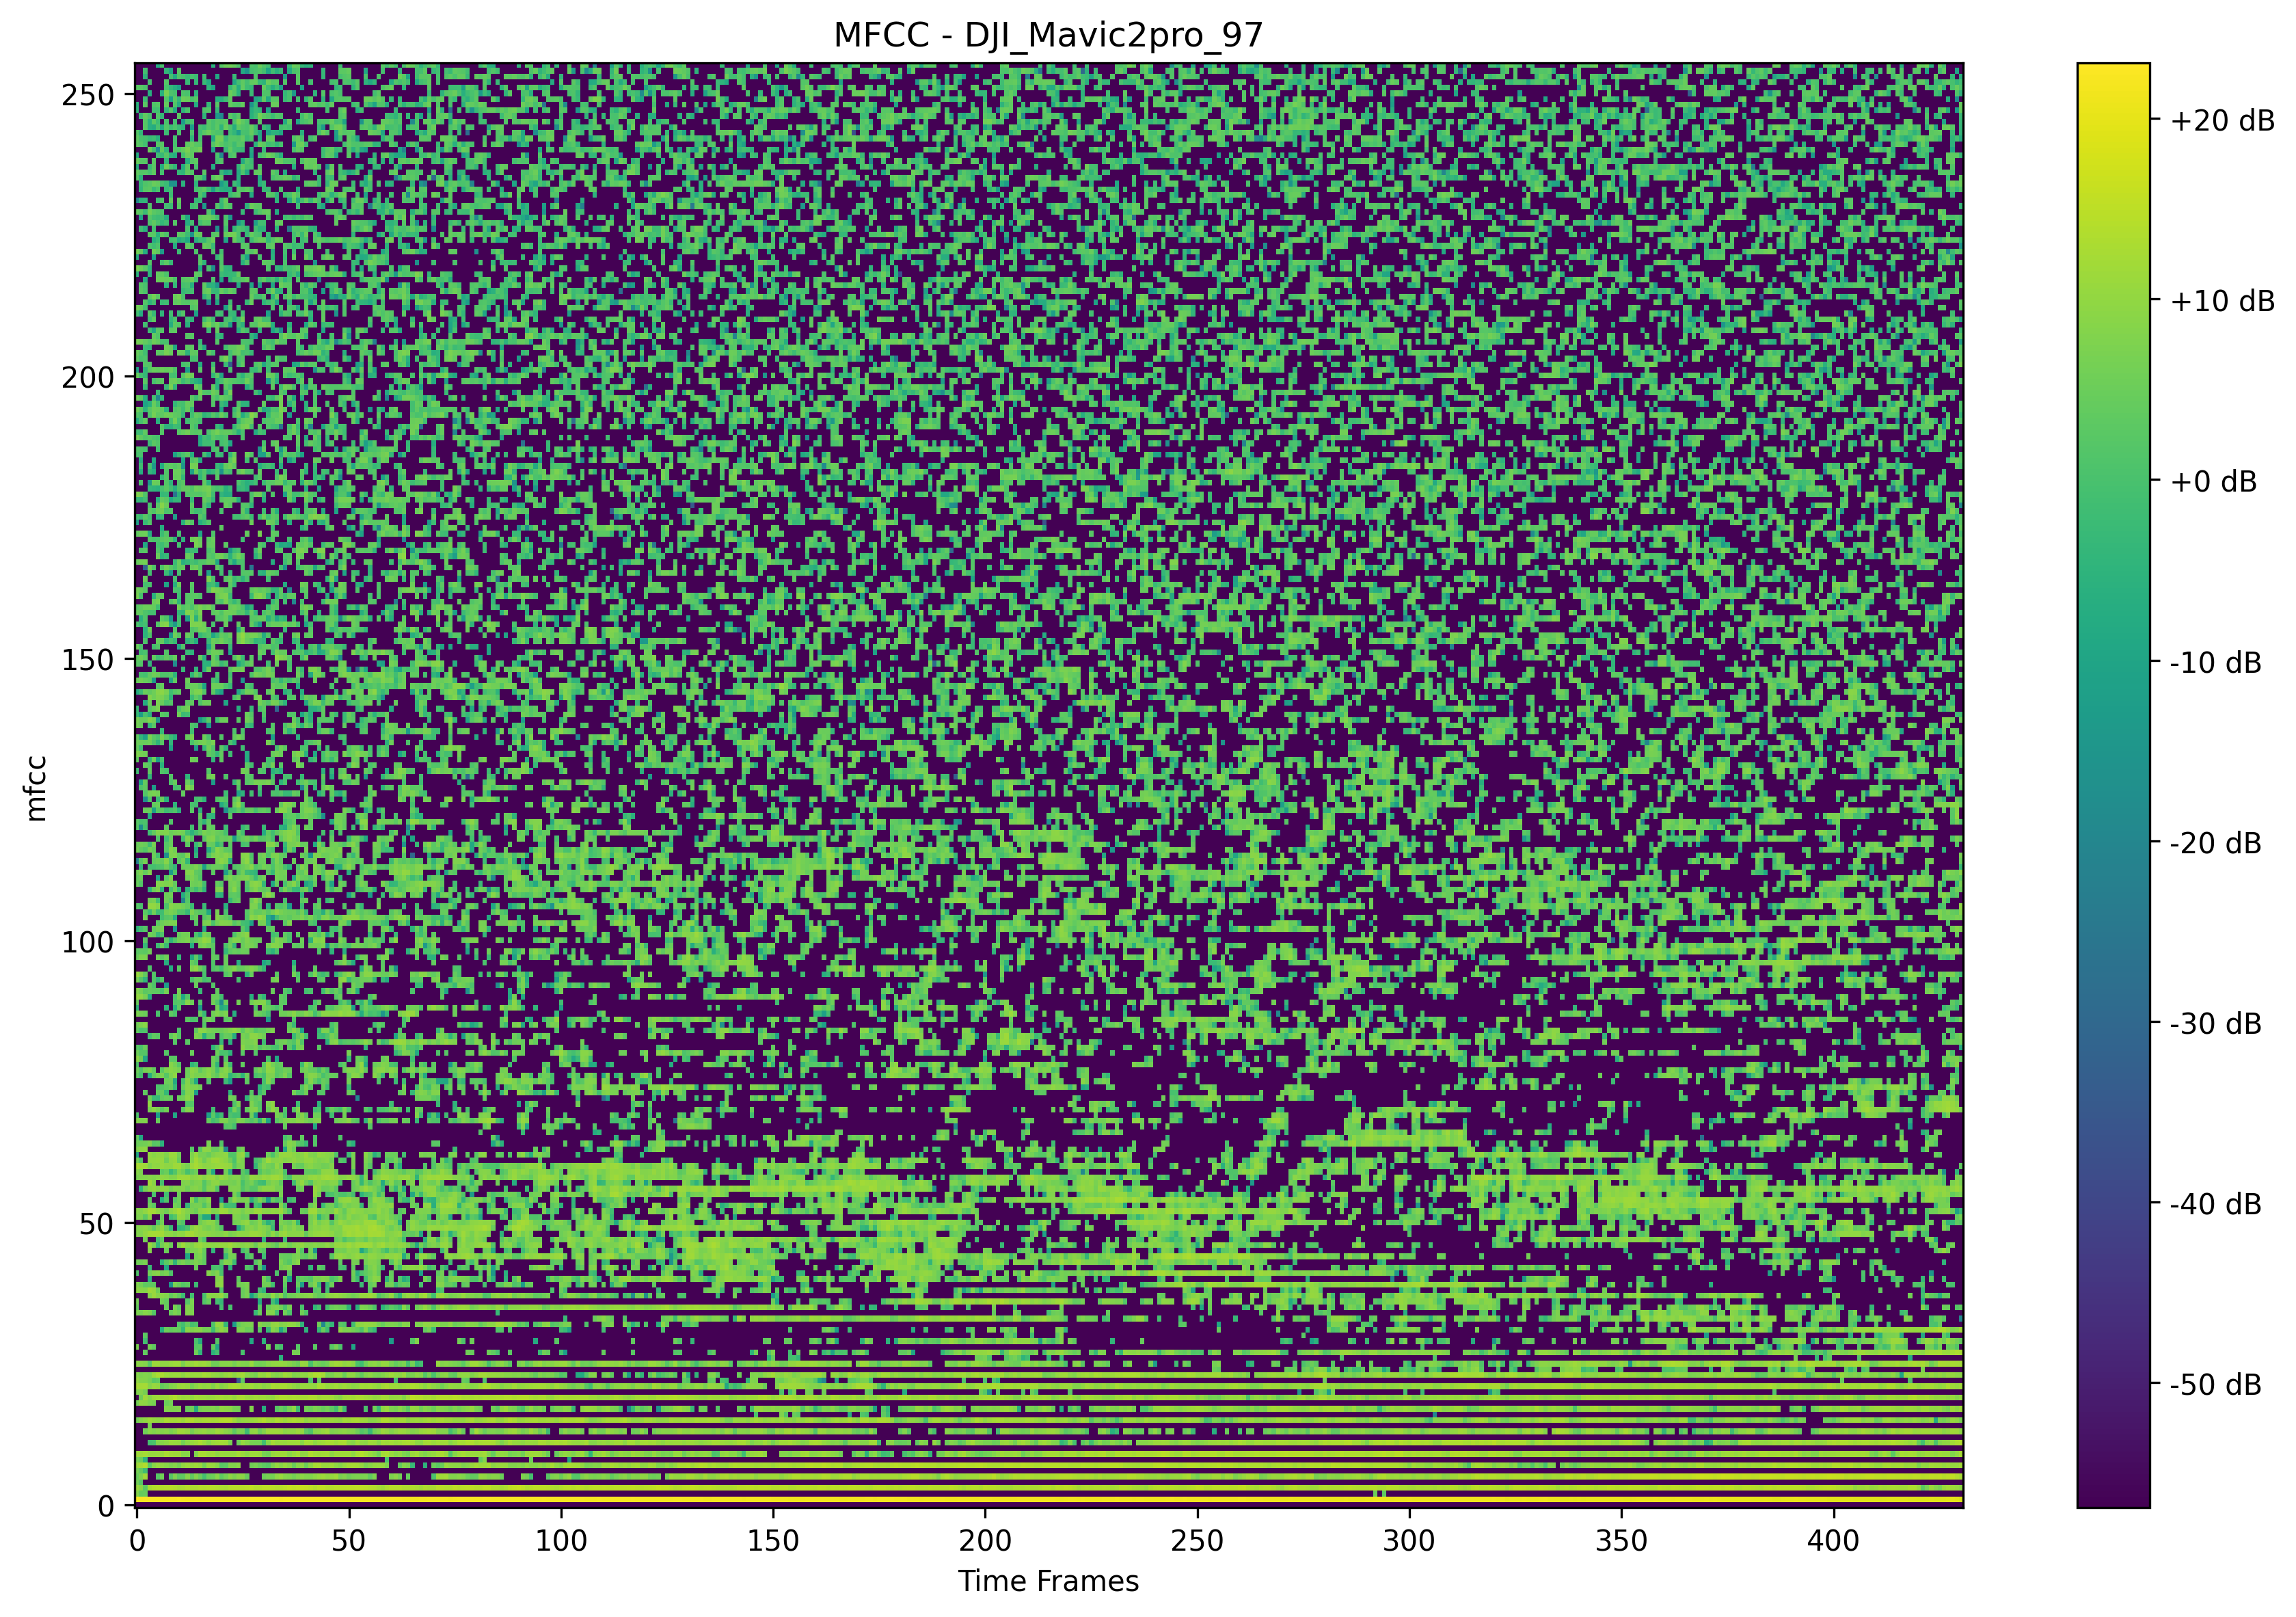 MFCC - DJI_Mavic2pro_97
mfcc
250
200
150
100
50
0
0 50 100 150 200 250 300 350 400
Time Frames
+20 dB
+10 dB
+0 dB
-10 dB
-20 dB
-30 dB
-40 dB
-50 dB